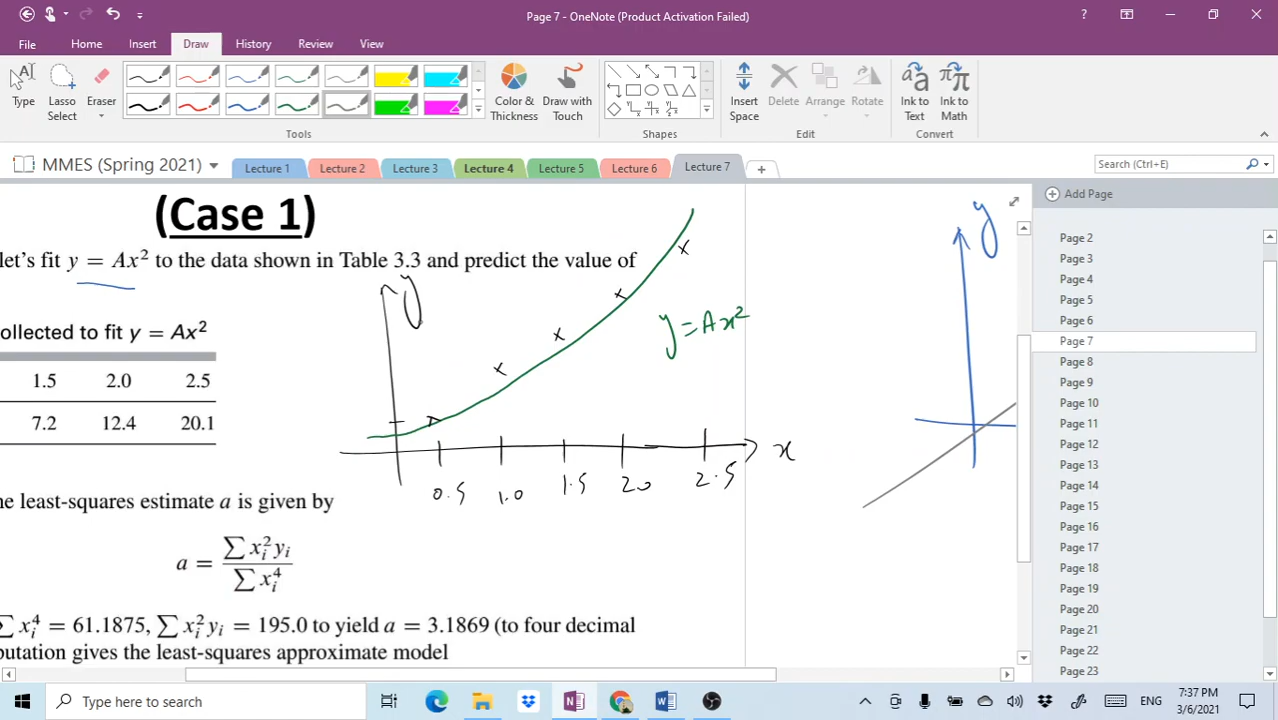 Page 7 - OneNote (Product Activation Failed)
?
File Home Insert Draw History Review View
Type
Lasso Select
Eraser
Color & Thickness
Draw with Touch
Insert Space
Delete
Arrange
Rotate
Ink to Text
Ink to Math
Tools
Shapes
Edit
Convert
MMES (Spring 2021)
Lecture 1
Lecture 2
Lecture 3
Lecture 4
Lecture 5
Lecture 6
Lecture 7
Search (Ctrl+E)
Add Page
(Case 1)
let's fit y = Ax² to the data shown in Table 3.3 and predict the value of
ollected to fit y = Ax²
1.5 2.0 2.5
7.2 12.4 20.1
y
y = Ax²
x
0.5 1.0 1.5 2.0 2.5
y
he least-squares estimate a is given by
a = ∑ xᵢ² yᵢ / ∑ xᵢ⁴
∑ xᵢ⁴ = 61.1875, ∑ xᵢ² yᵢ = 195.0 to yield a = 3.1869 (to four decimal
putation gives the least-squares approximate model
Page 2
Page 3
Page 4
Page 5
Page 6
Page 7
Page 8
Page 9
Page 10
Page 11
Page 12
Page 13
Page 14
Page 15
Page 16
Page 17
Page 18
Page 19
Page 20
Page 21
Page 22
Page 23
Type here to search
ENG
7:37 PM
3/6/2021